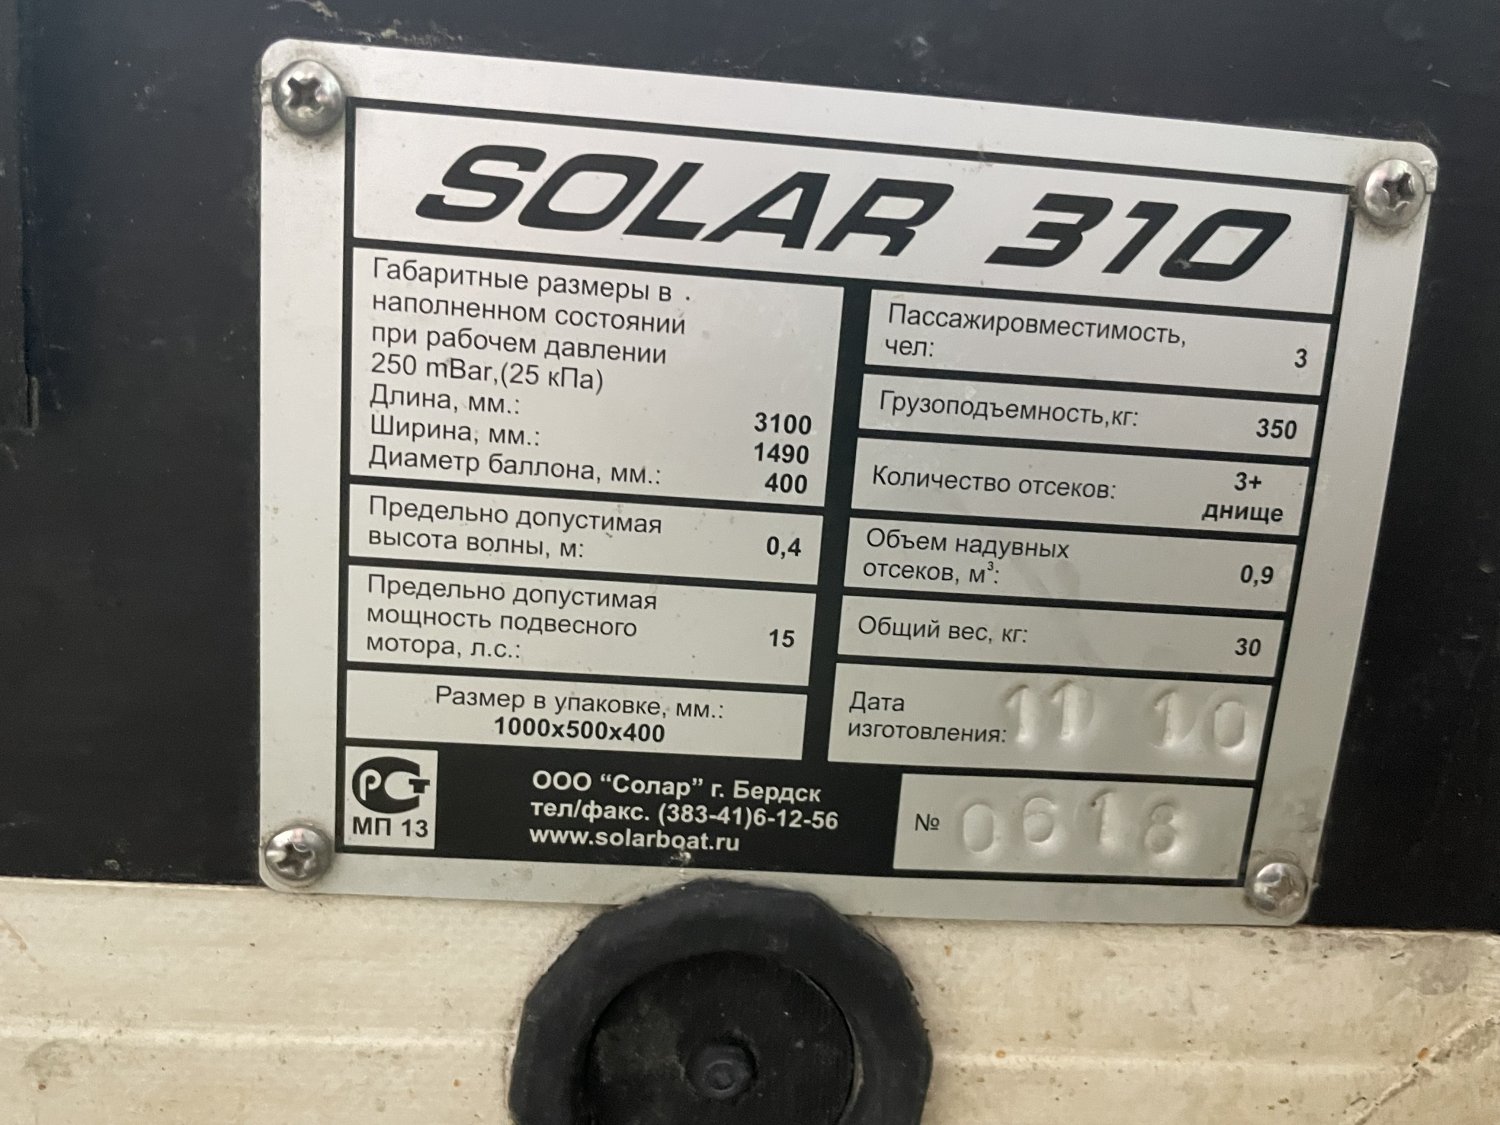 SOLAR 310
Габаритные размеры в
наполненном состоянии
при рабочем давлении
250 mBar,(25 кПа)
Длина, мм.: 3100
Ширина, мм.: 1490
Диаметр баллона, мм.: 400
Предельно допустимая
высота волны, м: 0,4
Предельно допустимая
мощность подвесного
мотора, л.с.: 15
Размер в упаковке, мм.:
1000х500х400
Пассажировместимость,
чел: 3
Грузоподъемность,кг: 350
Количество отсеков: 3+
днище
Объем надувных
отсеков, м³: 0,9
Общий вес, кг: 30
Дата
изготовления: 11 10
РСТ
МП 13
ООО “Солар” г. Бердск
тел/факс. (383-41)6-12-56
www.solarboat.ru
№ 0618